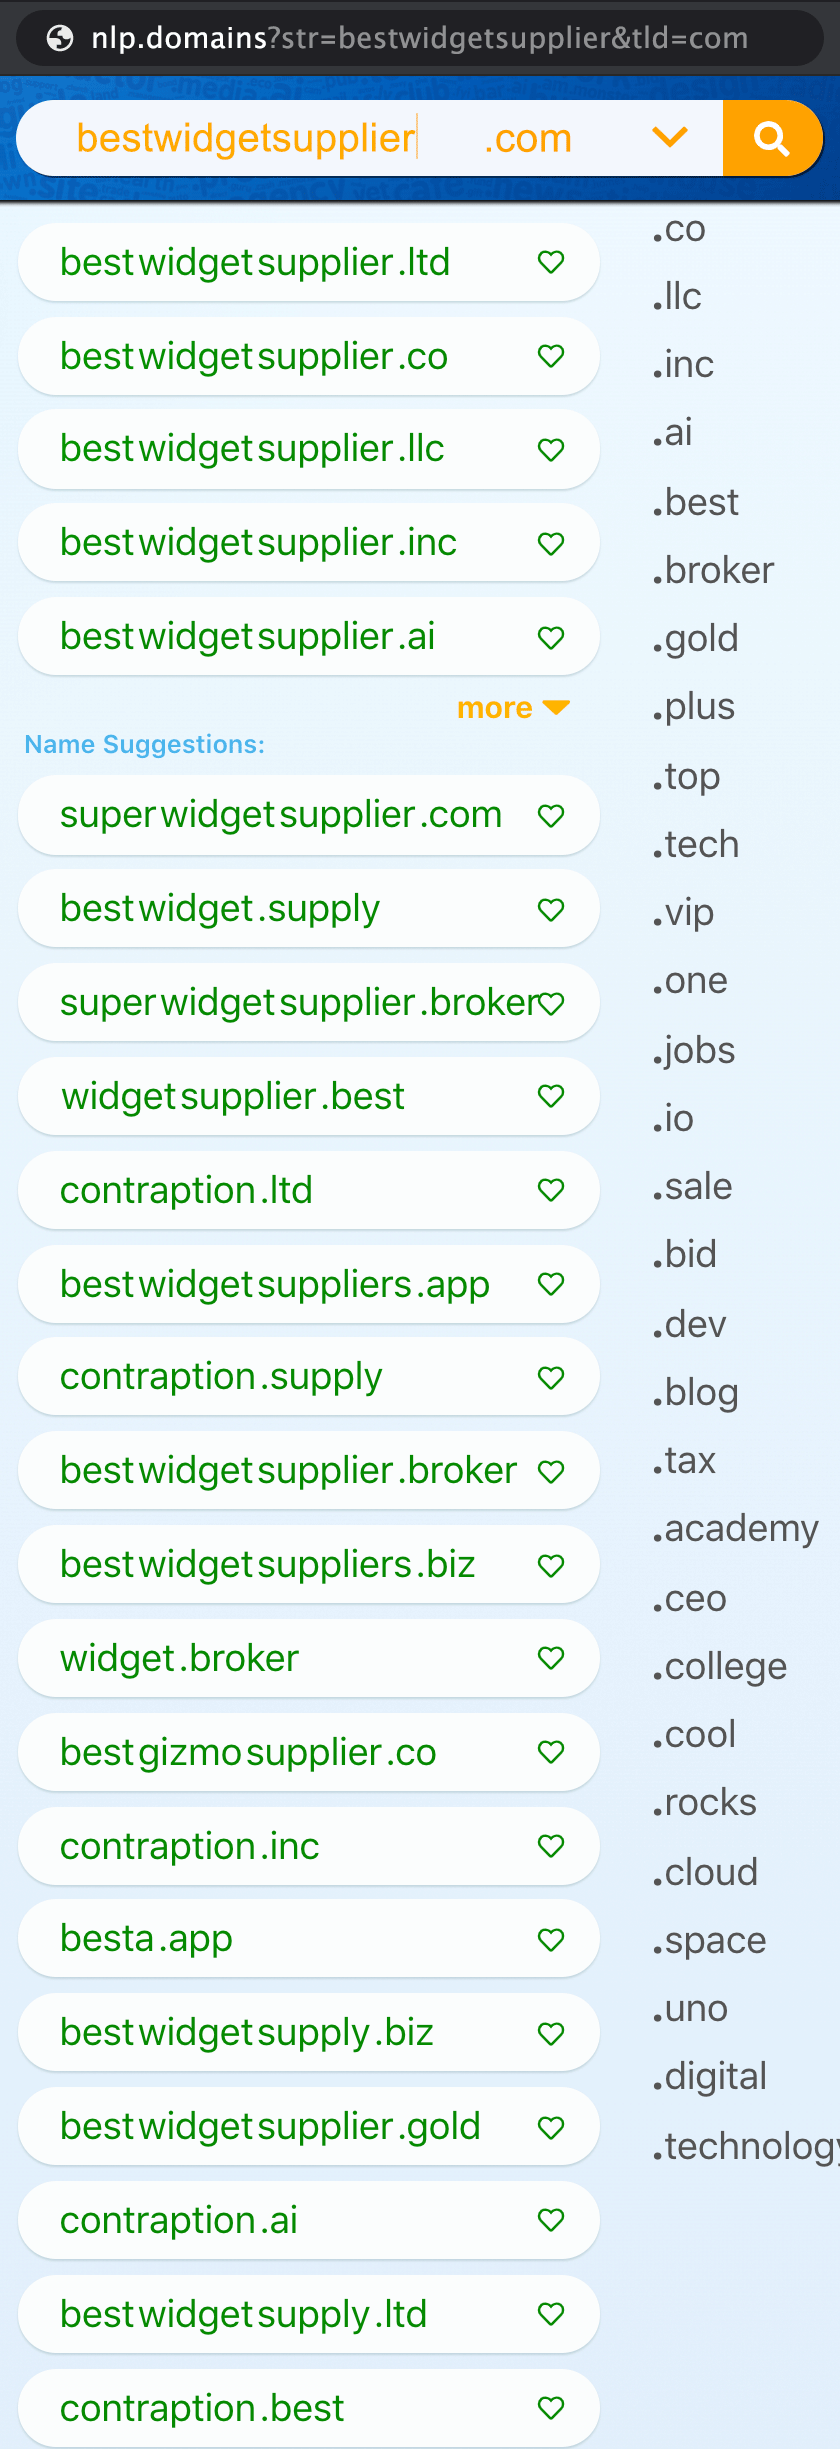 nlp.domains?str=bestwidgetsupplier&tld=com
bestwidgetsupplier .com
bestwidgetsupplier.ltd
bestwidgetsupplier.co
bestwidgetsupplier.llc
bestwidgetsupplier.inc
bestwidgetsupplier.ai
more
Name Suggestions:
superwidgetsupplier.com
bestwidget.supply
superwidgetsupplier.broker
widgetsupplier.best
contraption.ltd
bestwidgetsuppliers.app
contraption.supply
bestwidgetsupplier.broker
bestwidgetsuppliers.biz
widget.broker
bestgizmosupplier.co
contraption.inc
besta.app
bestwidgetsupply.biz
bestwidgetsupplier.gold
contraption.ai
bestwidgetsupply.ltd
contraption.best
.co
.llc
.inc
.ai
.best
.broker
.gold
.plus
.top
.tech
.vip
.one
.jobs
.io
.sale
.bid
.dev
.blog
.tax
.academy
.ceo
.college
.cool
.rocks
.cloud
.space
.uno
.digital
.technology